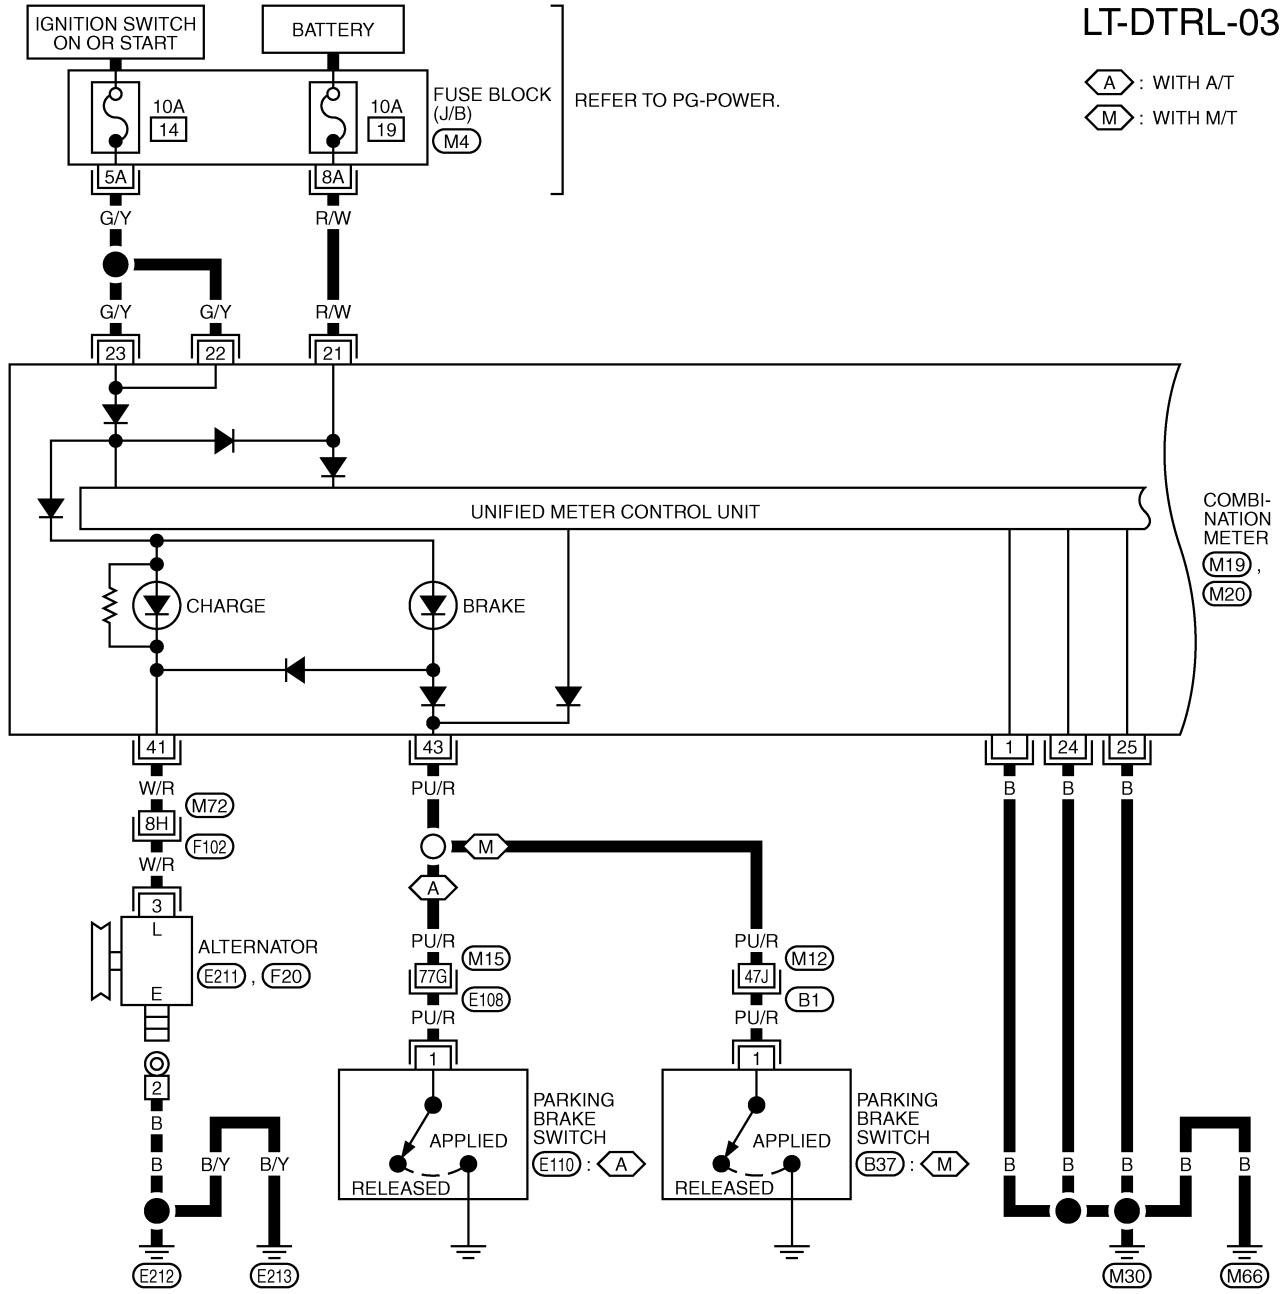 LT-DTRL-03
IGNITION SWITCH
ON OR START
BATTERY
A : WITH A/T
M : WITH M/T
10A
14
10A
19
FUSE BLOCK
(J/B)
M4
REFER TO PG-POWER.
5A
8A
G/Y
R/W
G/Y
G/Y
R/W
23
22
21
UNIFIED METER CONTROL UNIT
COMBI-
NATION
METER
M19 ,
M20
CHARGE
BRAKE
41
43
1
24
25
W/R
PU/R
B
B
B
M72
8H
F102
W/R
M
A
3
L
ALTERNATOR
E211 , F20
E
PU/R
M15
77G
E108
PU/R
PU/R
M12
47J
B1
PU/R
1
1
2
B
B
B/Y
B/Y
APPLIED
RELEASED
PARKING
BRAKE
SWITCH
E110 : A
APPLIED
RELEASED
PARKING
BRAKE
SWITCH
B37 : M
B
B
B
B
B
E212
E213
M30
M66